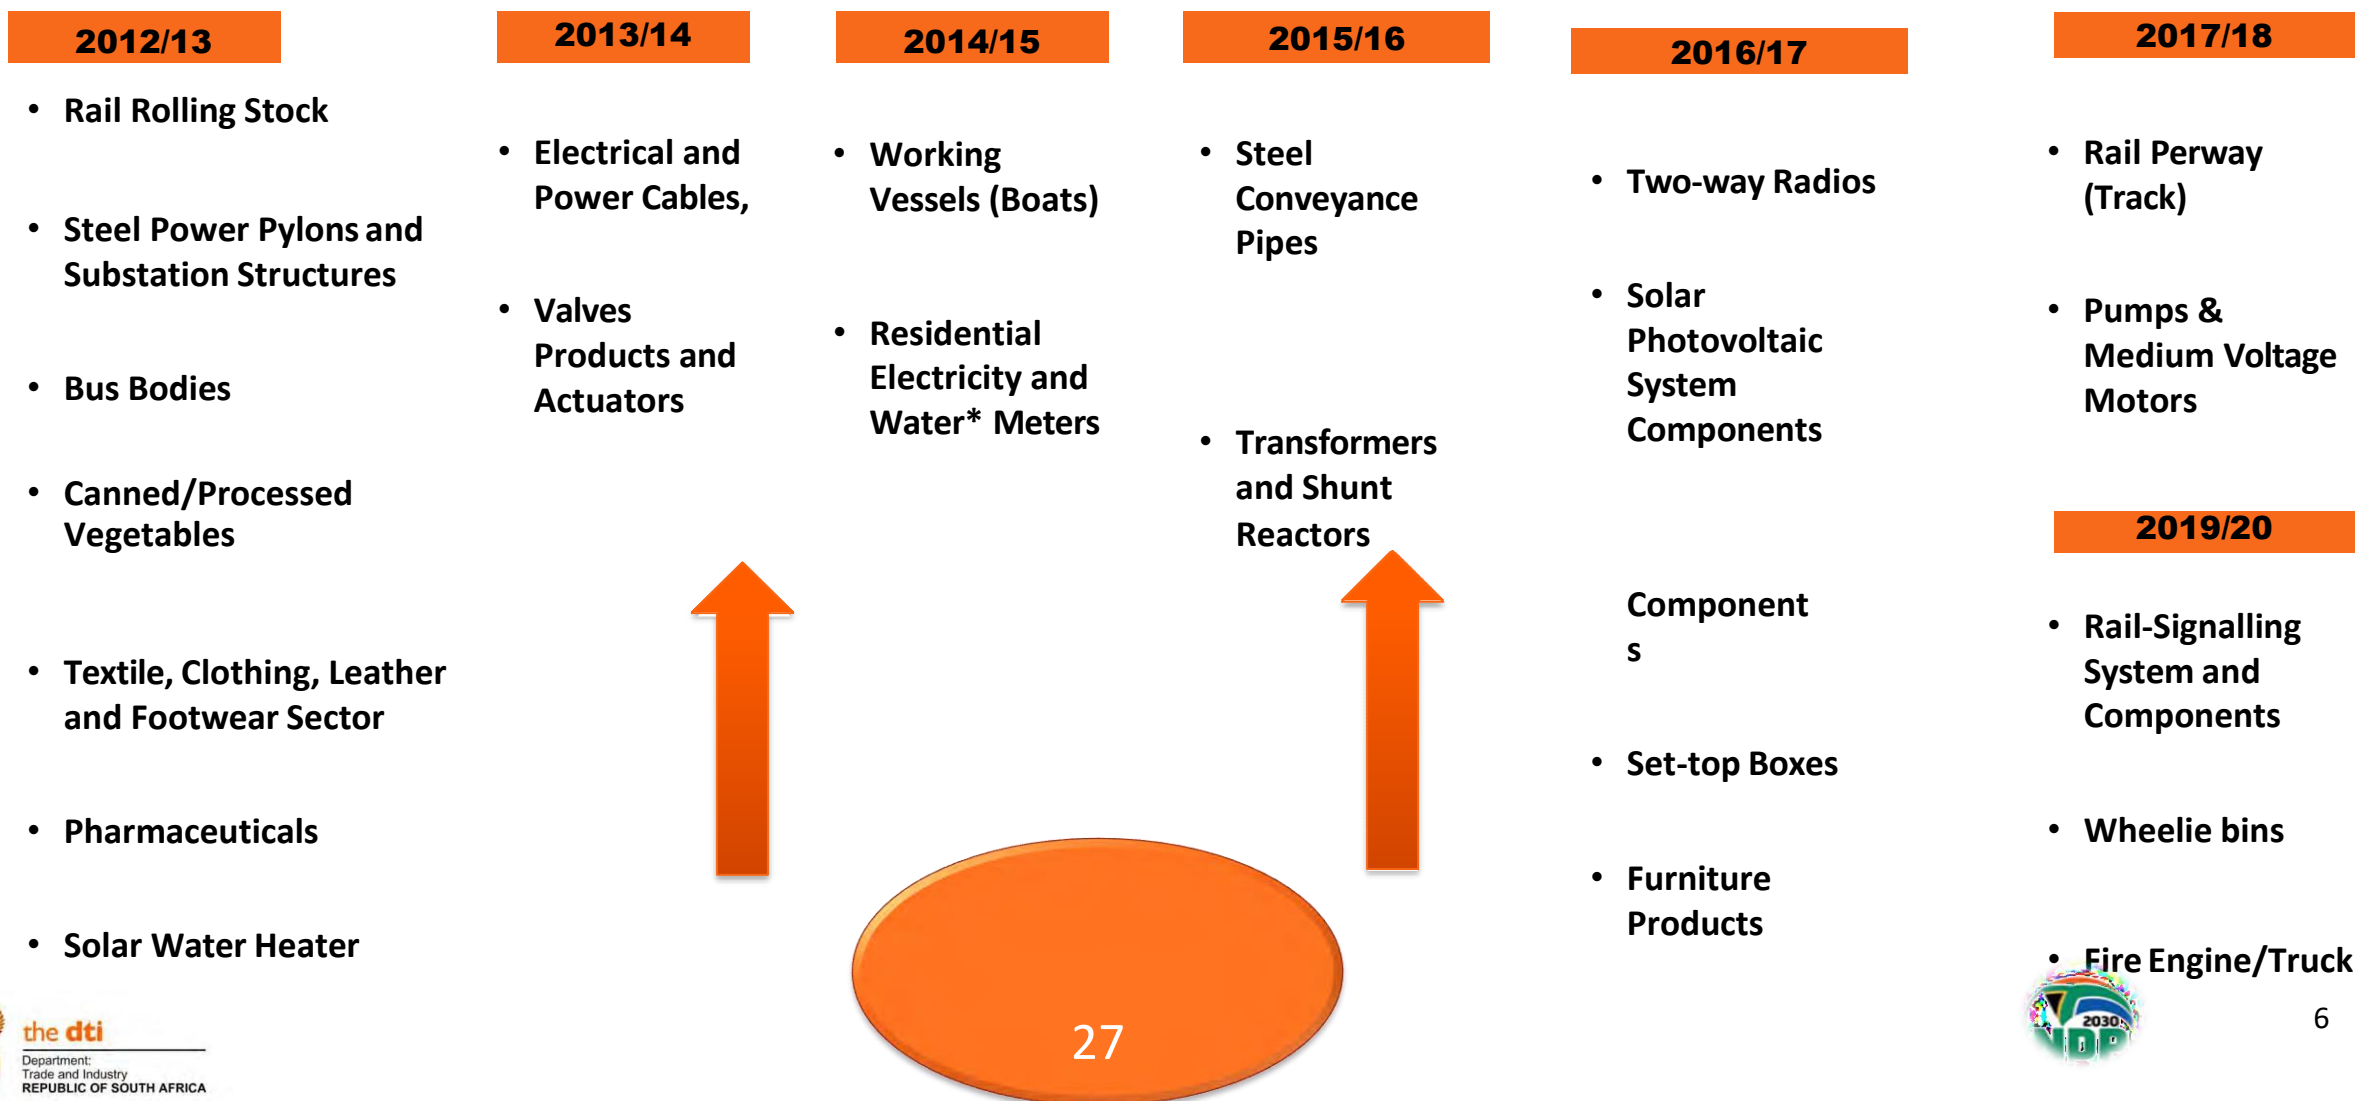 2012/13
• Rail Rolling Stock
• Steel Power Pylons and
Substation Structures
• Bus Bodies
• Canned/Processed
Vegetables
• Textile, Clothing, Leather
and Footwear Sector
• Pharmaceuticals
• Solar Water Heater
2013/14
• Electrical and
Power Cables,
• Valves
Products and
Actuators
2014/15
• Working
Vessels (Boats)
• Residential
Electricity and
Water* Meters
2015/16
• Steel
Conveyance
Pipes
• Transformers
and Shunt
Reactors
2016/17
• Two-way Radios
• Solar
Photovoltaic
System
Components
Component
s
• Set-top Boxes
• Furniture
Products
2017/18
• Rail Perway
(Track)
• Pumps &
Medium Voltage
Motors
2019/20
• Rail-Signalling
System and
Components
• Wheelie bins
• Fire Engine/Truck
27
the dti
Department:
Trade and Industry
REPUBLIC OF SOUTH AFRICA
2030
NDP
6